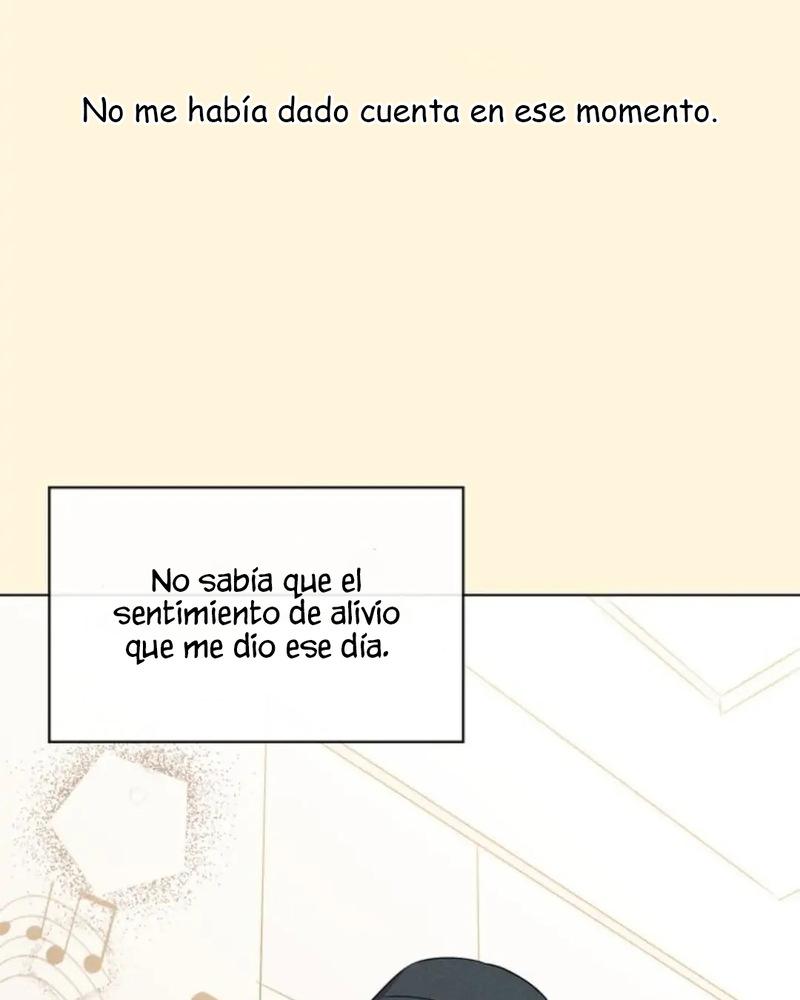 No me había dado cuenta en ese momento.
No sabía que el
sentimiento de alivio
que me dio ese día.